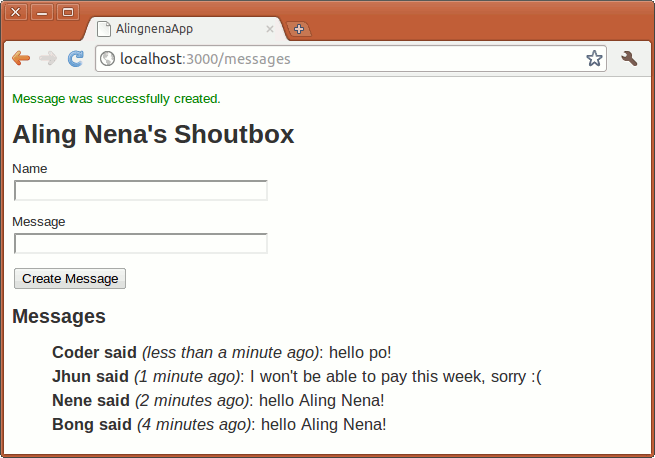 AlingnenaApp
localhost:3000/messages
Message was successfully created.
Aling Nena's Shoutbox
Name
Message
Create Message
Messages
Coder said (less than a minute ago): hello po!
Jhun said (1 minute ago): I won't be able to pay this week, sorry :(
Nene said (2 minutes ago): hello Aling Nena!
Bong said (4 minutes ago): hello Aling Nena!